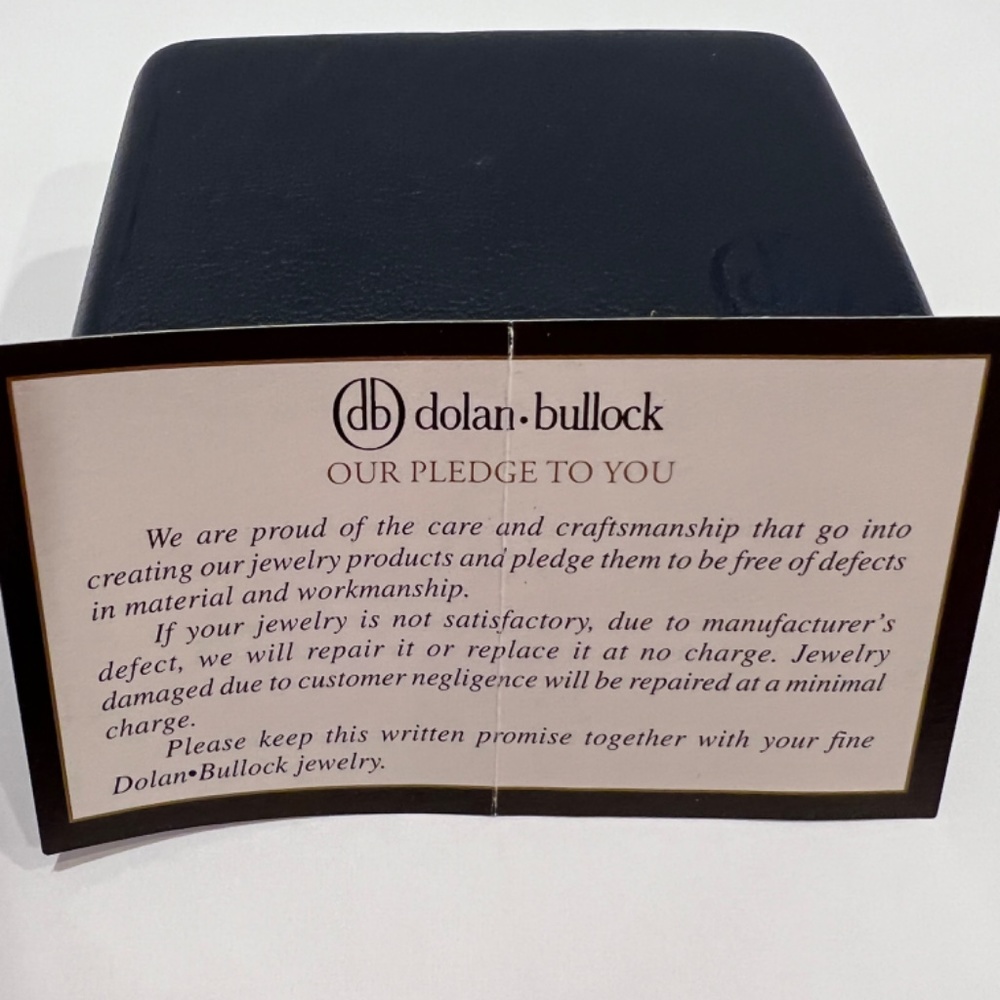 db dolan•bullock
OUR PLEDGE TO YOU
We are proud of the care and craftsmanship that go into
creating our jewelry products and pledge them to be free of defects
in material and workmanship.
If your jewelry is not satisfactory, due to manufacturer's
defect, we will repair it or replace it at no charge. Jewelry
damaged due to customer negligence will be repaired at a minimal
charge.
Please keep this written promise together with your fine
Dolan•Bullock jewelry.